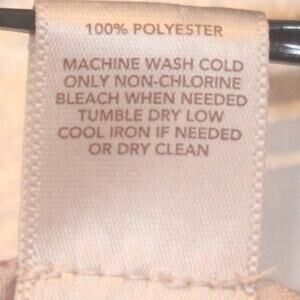 100% POLYESTER
MACHINE WASH COLD
ONLY NON-CHLORINE
BLEACH WHEN NEEDED
TUMBLE DRY LOW
COOL IRON IF NEEDED
OR DRY CLEAN